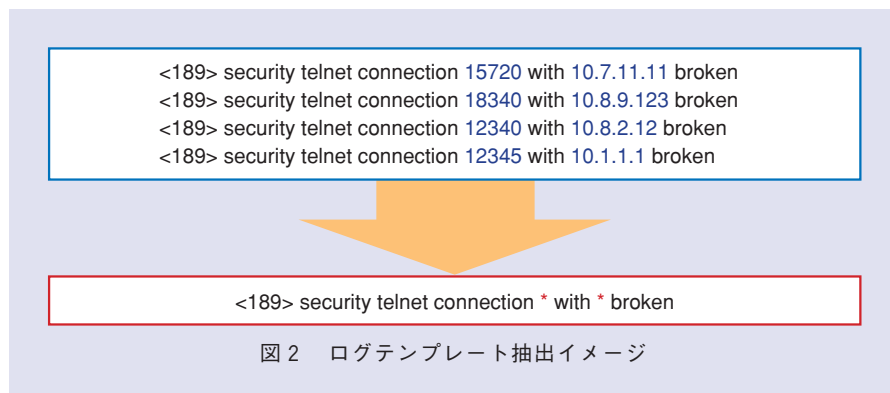 <189> security telnet connection 15720 with 10.7.11.11 broken
<189> security telnet connection 18340 with 10.8.9.123 broken
<189> security telnet connection 12340 with 10.8.2.12 broken
<189> security telnet connection 12345 with 10.1.1.1 broken
<189> security telnet connection * with * broken
図2 ログテンプレート抽出イメージ